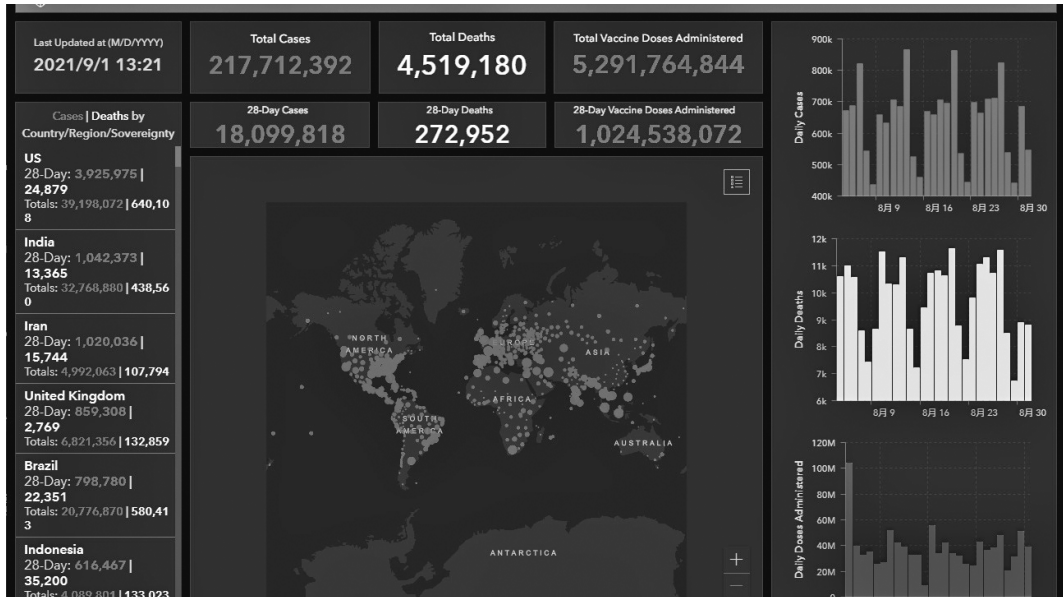 Last Updated at (M/D/YYYY)
2021/9/1 13:21
Total Cases
217,712,392
Total Deaths
4,519,180
Total Vaccine Doses Administered
5,291,764,844
28-Day Cases
18,099,818
28-Day Deaths
272,952
28-Day Vaccine Doses Administered
1,024,538,072
Cases | Deaths by
Country/Region/Sovereignty
US
28-Day: 3,925,975 |
24,879
Totals: 39,198,072 | 640,10
8
India
28-Day: 1,042,373 |
13,365
Totals: 32,768,880 | 438,56
0
Iran
28-Day: 1,020,036 |
15,744
Totals: 4,992,063 | 107,794
United Kingdom
28-Day: 859,308 |
2,769
Totals: 6,821,356 | 132,859
Brazil
28-Day: 798,780 |
22,351
Totals: 20,776,870 | 580,41
3
Indonesia
28-Day: 616,467 |
35,200
Totals: 4,089,801 | 133,023
NORTH
AMERICA
EUROPE
ASIA
AFRICA
SOUTH
AMERICA
AUSTRALIA
ANTARCTICA
+
−
Daily Cases
900k
800k
700k
600k
500k
400k
8月 9
8月 16
8月 23
8月 30
Daily Deaths
12k
11k
10k
9k
8k
7k
6k
8月 9
8月 16
8月 23
8月 30
Daily Doses Administered
120M
100M
80M
60M
40M
20M
0